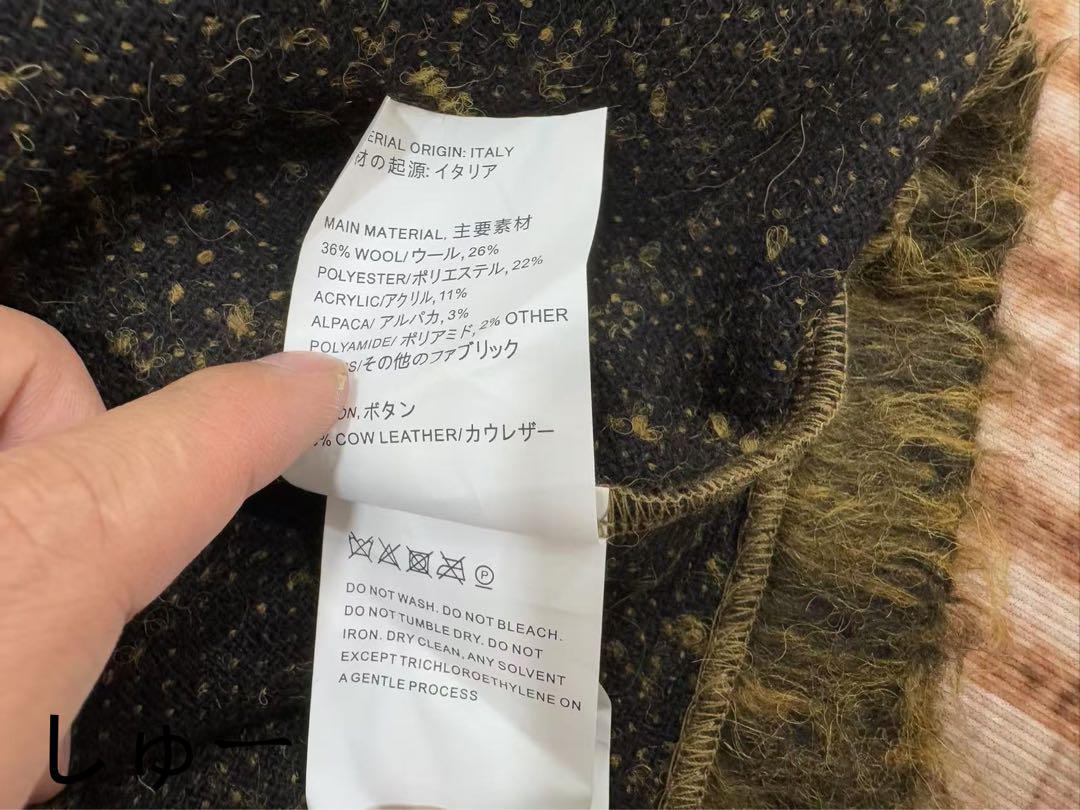 ERIAL ORIGIN: ITALY
材の起源: イタリア
MAIN MATERIAL, 主要素材
36% WOOL/ウール, 26%
POLYESTER/ポリエステル, 22%
ACRYLIC/アクリル, 11%
ALPACA/ アルパカ, 3%
POLYAMIDE/ ポリアミド, 2% OTHER
S/その他のファブリック
ON, ボタン
% COW LEATHER/カウレザー
P
DO NOT WASH. DO NOT BLEACH.
DO NOT TUMBLE DRY. DO NOT
IRON. DRY CLEAN, ANY SOLVENT
EXCEPT TRICHLOROETHYLENE ON
A GENTLE PROCESS
しゅー